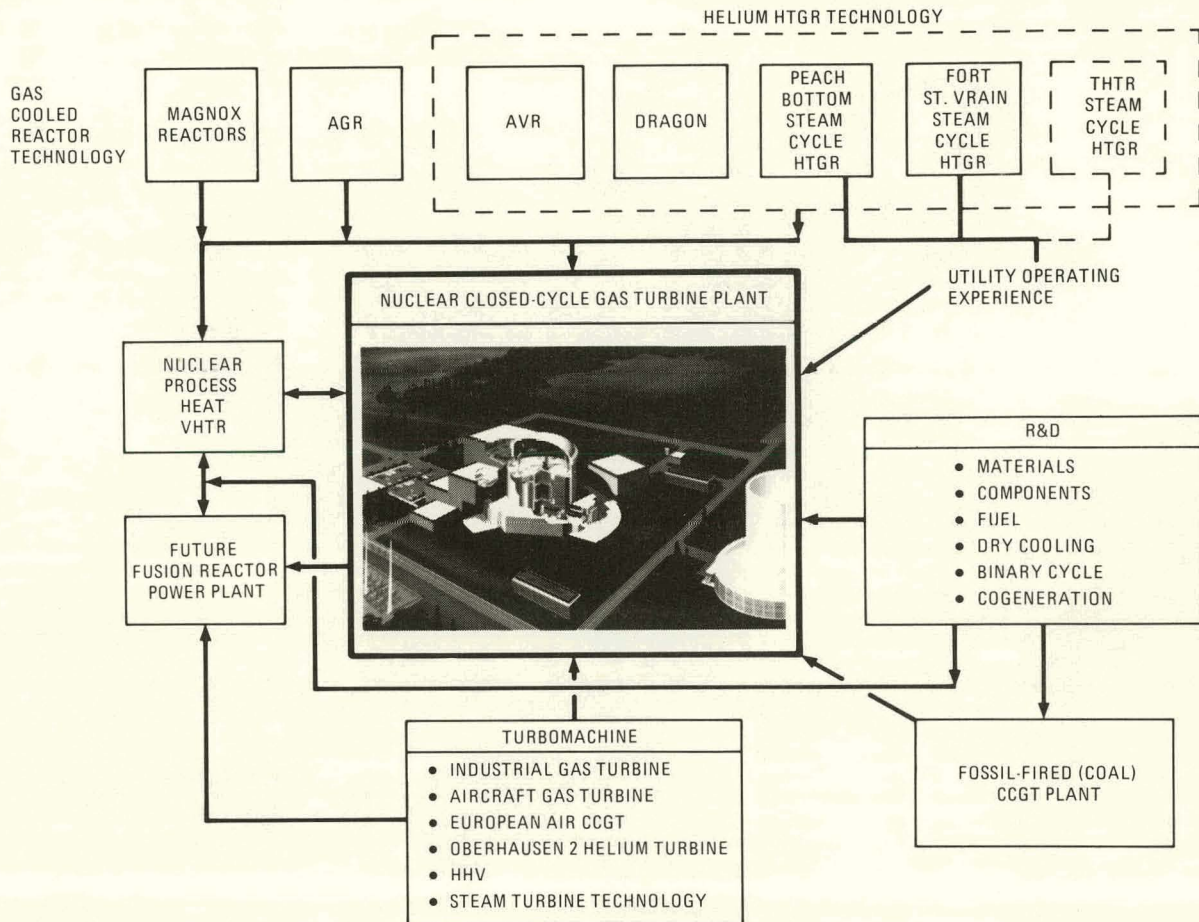 HELIUM HTGR TECHNOLOGY
GAS
COOLED
REACTOR
TECHNOLOGY
MAGNOX
REACTORS
AGR
AVR
DRAGON
PEACH
BOTTOM
STEAM
CYCLE
HTGR
FORT
ST. VRAIN
STEAM
CYCLE
HTGR
THTR
STEAM
CYCLE
HTGR
UTILITY OPERATING
EXPERIENCE
NUCLEAR CLOSED-CYCLE GAS TURBINE PLANT
NUCLEAR
PROCESS
HEAT
VHTR
FUTURE
FUSION REACTOR
POWER PLANT
R&D
• MATERIALS
• COMPONENTS
• FUEL
• DRY COOLING
• BINARY CYCLE
• COGENERATION
TURBOMACHINE
• INDUSTRIAL GAS TURBINE
• AIRCRAFT GAS TURBINE
• EUROPEAN AIR CCGT
• OBERHAUSEN 2 HELIUM TURBINE
• HHV
• STEAM TURBINE TECHNOLOGY
FOSSIL-FIRED (COAL)
CCGT PLANT